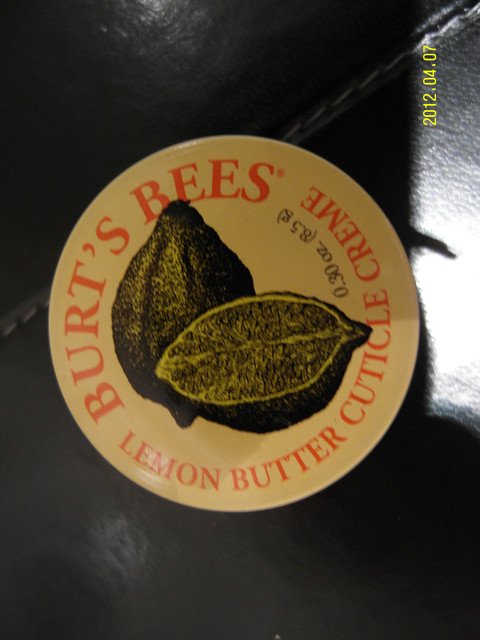 BURT'S BEES®
LEMON BUTTER CUTICLE CREME
0.30 oz. (8.5 g)
2012.04.07